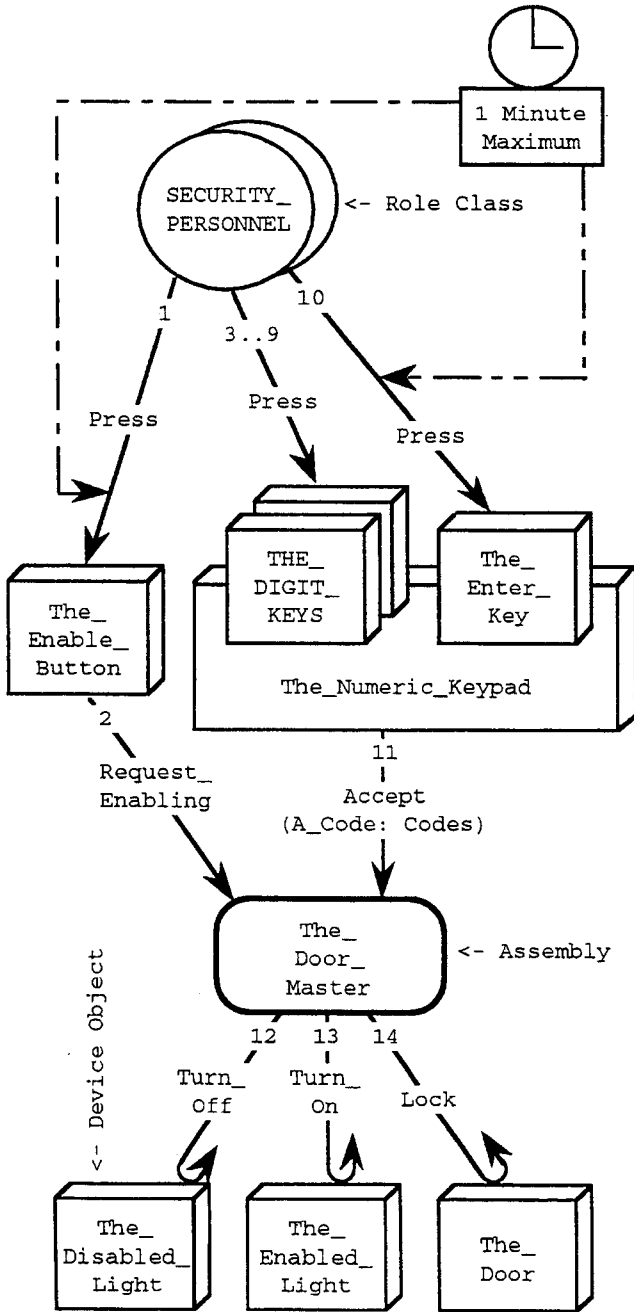 1 Minute
Maximum
SECURITY_
PERSONNEL
<- Role Class
1
3..9
10
Press
Press
Press
The_
Enable_
Button
THE_
DIGIT_
KEYS
The_
Enter_
Key
The_Numeric_Keypad
2
Request_
Enabling
11
Accept
(A_Code: Codes)
The_
Door_
Master
<- Assembly
<- Device Object
12
13
14
Turn_
Off
Turn_
On
Lock
The_
Disabled_
Light
The_
Enabled_
Light
The_
Door